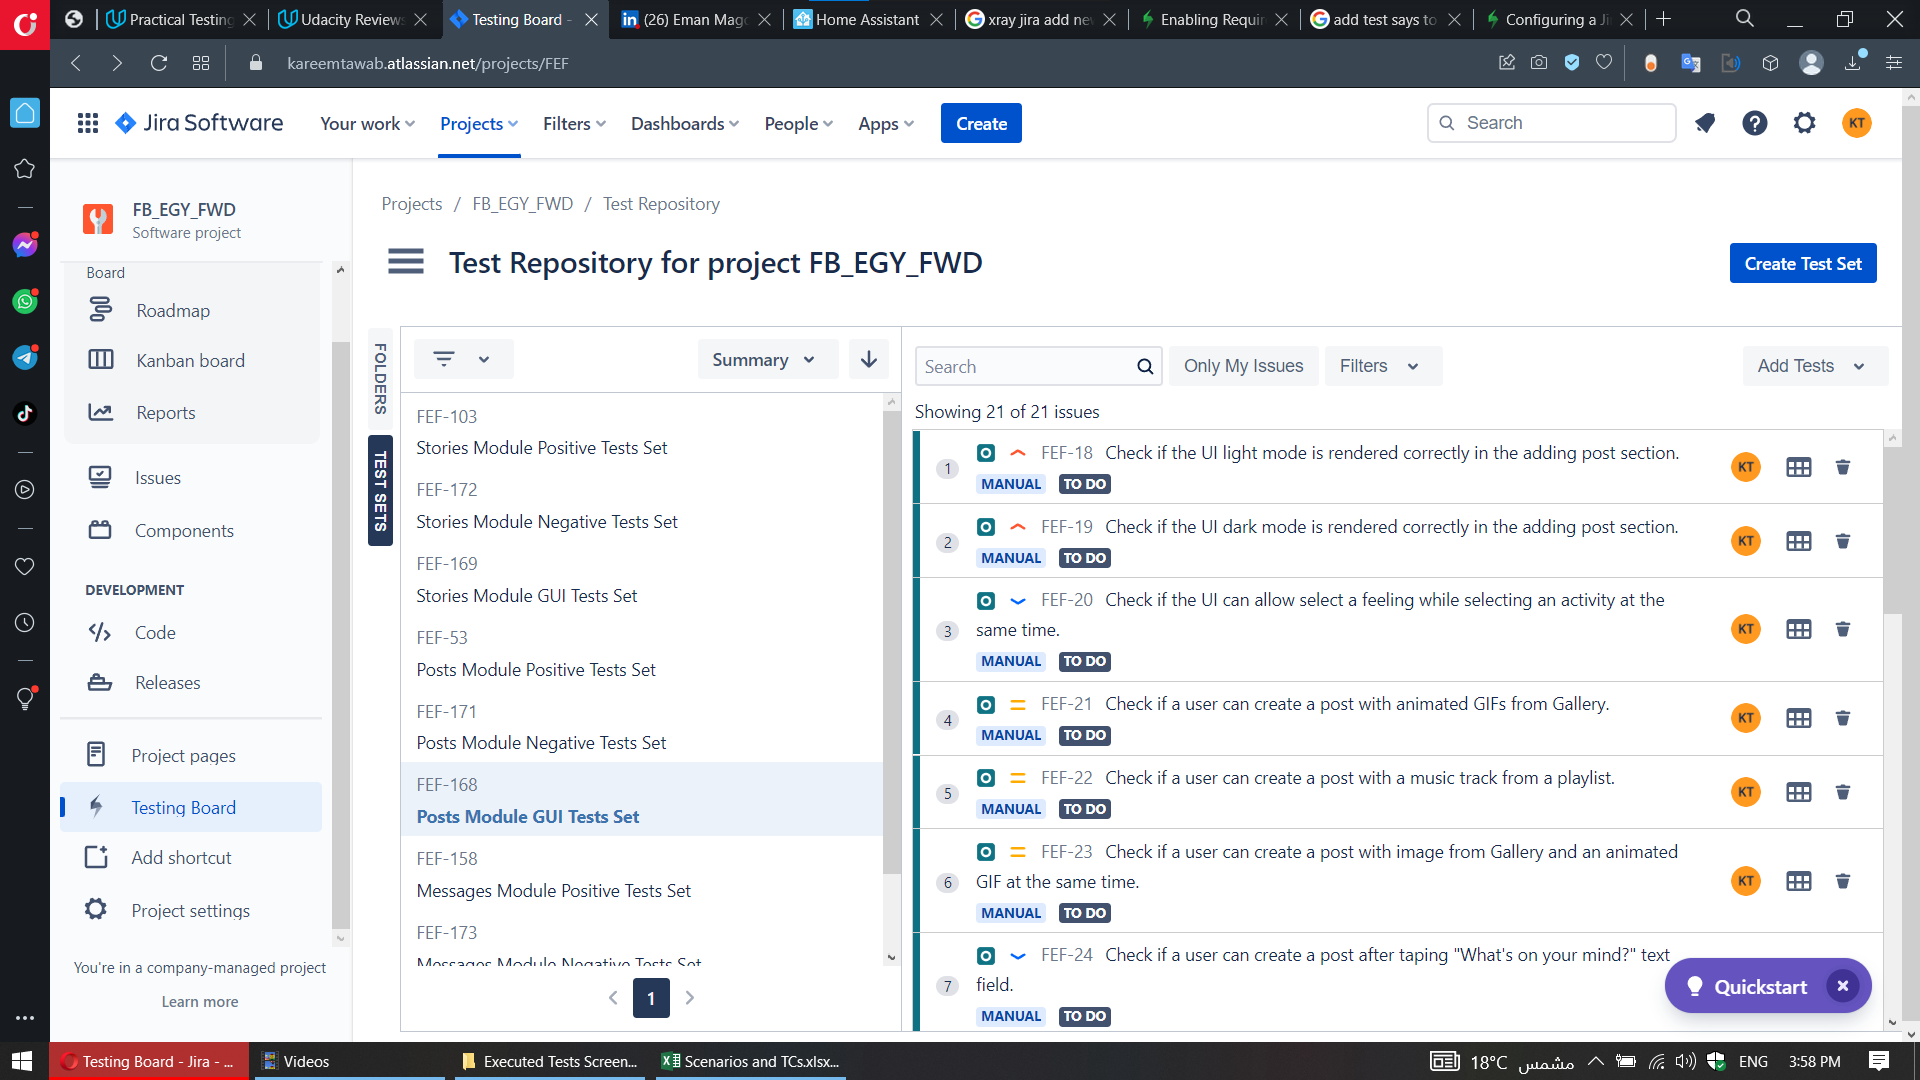 Practical Testing
Udacity Reviews
Testing Board -
(26) Eman Mago
Home Assistant
xray jira add new
Enabling Requir
add test says to
Configuring a Ji
kareemtawab.atlassian.net/projects/FEF
Jira Software
Your work
Projects
Filters
Dashboards
People
Apps
Create
Search
KT
FB_EGY_FWD
Software project
Board
Roadmap
Kanban board
Reports
Issues
Components
DEVELOPMENT
Code
Releases
Project pages
Testing Board
Add shortcut
Project settings
You're in a company-managed project
Learn more
Projects / FB_EGY_FWD / Test Repository
Test Repository for project FB_EGY_FWD
Create Test Set
FOLDERS
TEST SETS
Summary
FEF-103
Stories Module Positive Tests Set
FEF-172
Stories Module Negative Tests Set
FEF-169
Stories Module GUI Tests Set
FEF-53
Posts Module Positive Tests Set
FEF-171
Posts Module Negative Tests Set
FEF-168
Posts Module GUI Tests Set
FEF-158
Messages Module Positive Tests Set
FEF-173
Messages Module Negative Tests Set
1
Search
Only My Issues
Filters
Add Tests
Showing 21 of 21 issues
1
FEF-18 Check if the UI light mode is rendered correctly in the adding post section.
MANUAL TO DO
KT
2
FEF-19 Check if the UI dark mode is rendered correctly in the adding post section.
MANUAL TO DO
KT
3
FEF-20 Check if the UI can allow select a feeling while selecting an activity at the
same time.
MANUAL TO DO
KT
4
FEF-21 Check if a user can create a post with animated GIFs from Gallery.
MANUAL TO DO
KT
5
FEF-22 Check if a user can create a post with a music track from a playlist.
MANUAL TO DO
KT
6
FEF-23 Check if a user can create a post with image from Gallery and an animated
GIF at the same time.
MANUAL TO DO
KT
7
FEF-24 Check if a user can create a post after taping "What's on your mind?" text
field.
MANUAL TO DO
Quickstart
Testing Board - Jira - ...
Videos
Executed Tests Screen...
Scenarios and TCs.xlsx...
18°C مشمس
ENG
3:58 PM